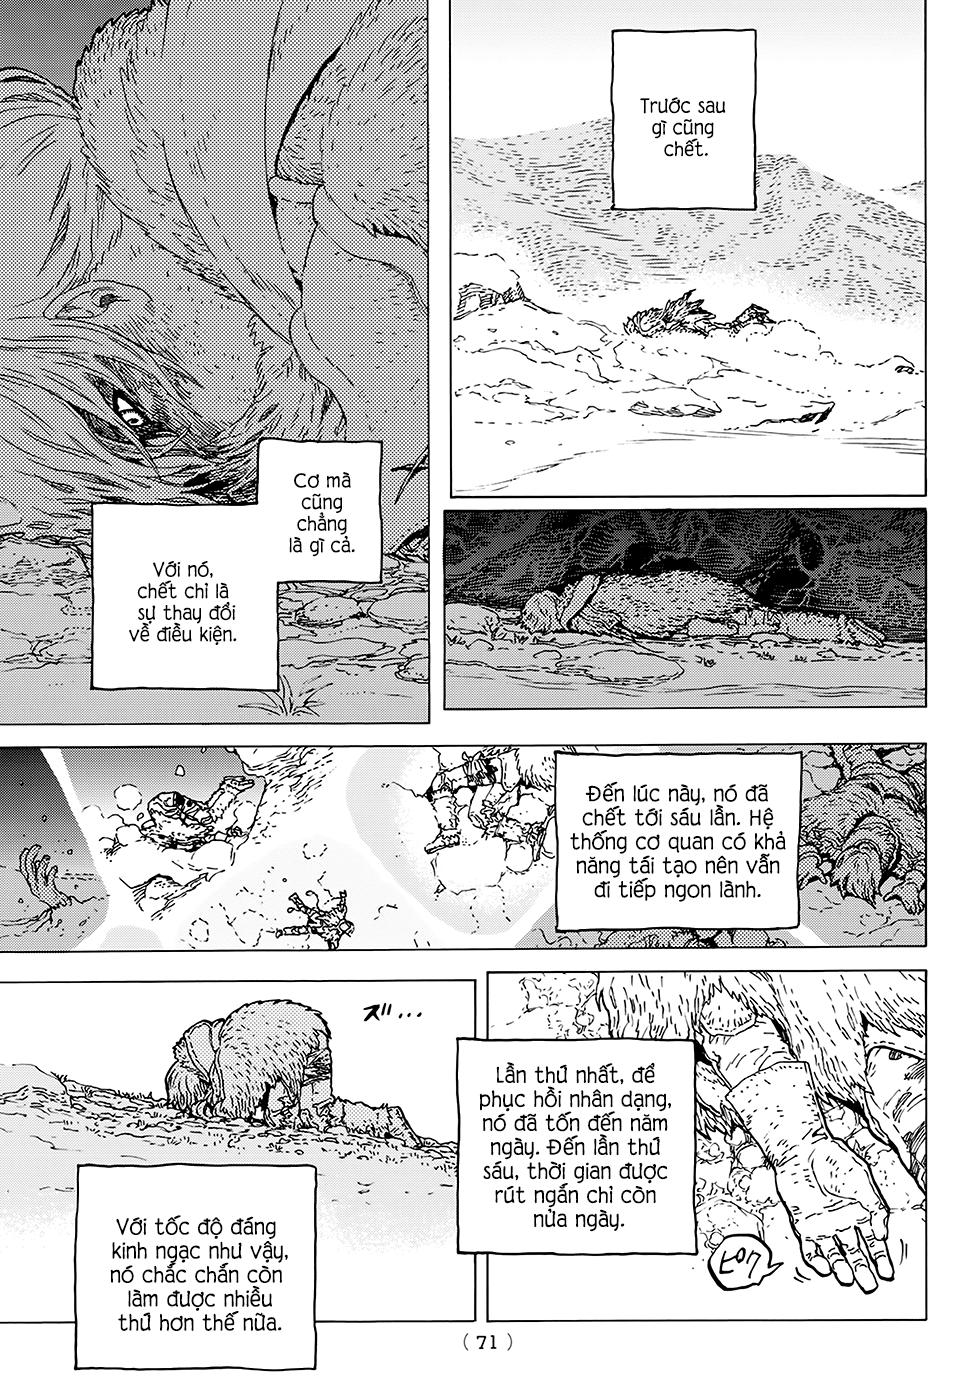 Trước sau
gì cũng
chết.
Cơ mà
cũng
chẳng
là gì cả.
Với nó,
chết chỉ là
sự thay đổi
về điều kiện.
Đến lúc này, nó đã
chết tới sáu lần. Hệ
thống cơ quan có khả
năng tái tạo nên vẫn
đi tiếp ngon lành.
Lần thứ nhất, để
phục hồi nhân dạng,
nó đã tốn đến năm
ngày. Đến lần thứ
sáu, thời gian được
rút ngắn chỉ còn
nửa ngày.
ピク
ズ...
Với tốc độ đáng
kinh ngạc như vậy,
nó chắc chắn còn
làm được nhiều
thứ hơn thế nữa.
( 71 )